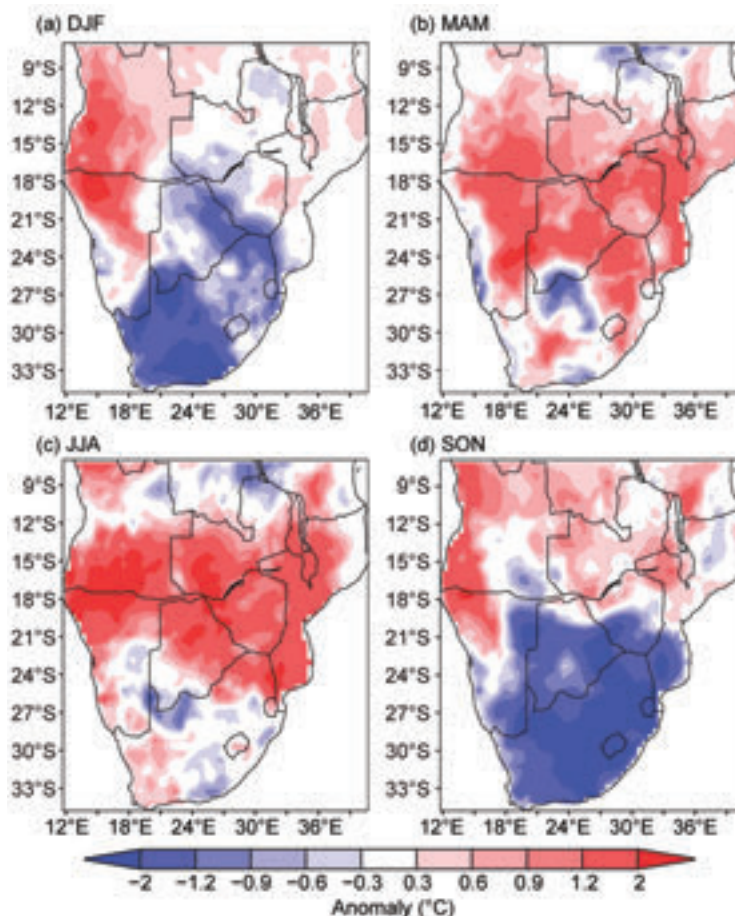 (a) DJF (b) MAM
9°S 9°S
12°S 12°S
15°S 15°S
18°S 18°S
21°S 21°S
24°S 24°S
27°S 27°S
30°S 30°S
33°S 33°S
12°E 18°E 24°E 30°E 36°E 12°E 18°E 24°E 30°E 36°E
(c) JJA (d) SON
9°S 9°S
12°S 12°S
15°S 15°S
18°S 18°S
21°S 21°S
24°S 24°S
27°S 27°S
30°S 30°S
33°S 33°S
12°E 18°E 24°E 30°E 36°E 12°E 18°E 24°E 30°E 36°E
−2 −1.2 −0.9 −0.6 −0.3 0.3 0.6 0.9 1.2 2
Anomaly (°C)